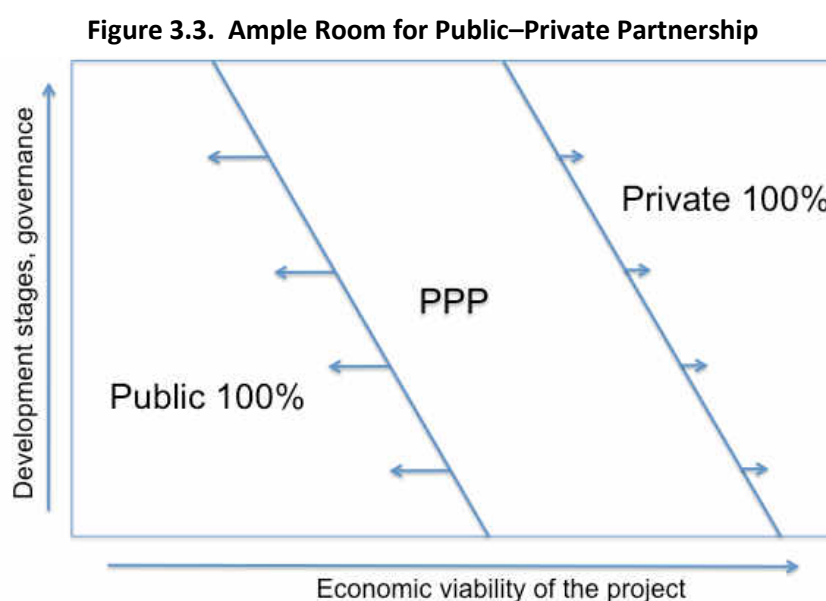 Figure 3.3.  Ample Room for Public–Private Partnership
Development stages, governance
Private 100%
PPP
Public 100%
Economic viability of the project